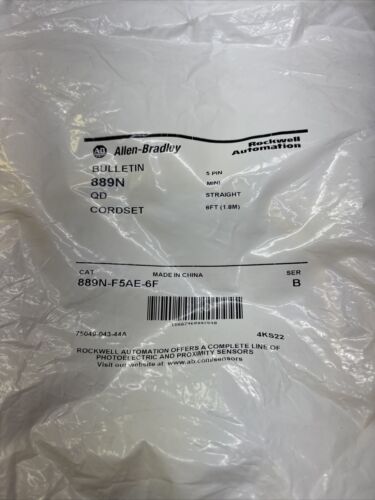 AB Allen-Bradley
Rockwell Automation
BULLETIN
889N
QD
CORDSET
5 PIN
MINI
STRAIGHT
6FT (1.8M)
CAT
MADE IN CHINA
SER
889N-F5AE-6F
B
75049-043-44A
4KS22
ROCKWELL AUTOMATION OFFERS A COMPLETE LINE OF
PHOTOELECTRIC AND PROXIMITY SENSORS
Visit our website at: www.ab.com/sensors